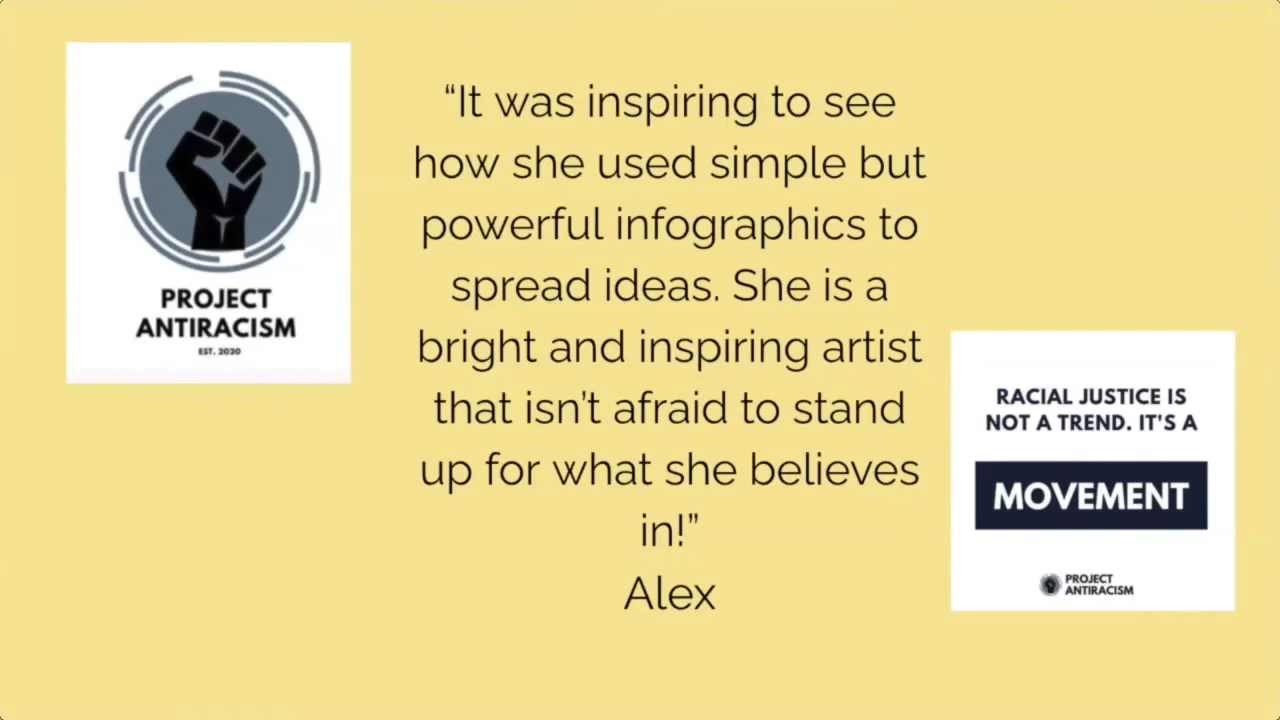 PROJECT
ANTIRACISM
EST. 2020
“It was inspiring to see
how she used simple but
powerful infographics to
spread ideas. She is a
bright and inspiring artist
that isn’t afraid to stand
up for what she believes
in!”
Alex
RACIAL JUSTICE IS
NOT A TREND. IT'S A
MOVEMENT
PROJECT
ANTIRACISM